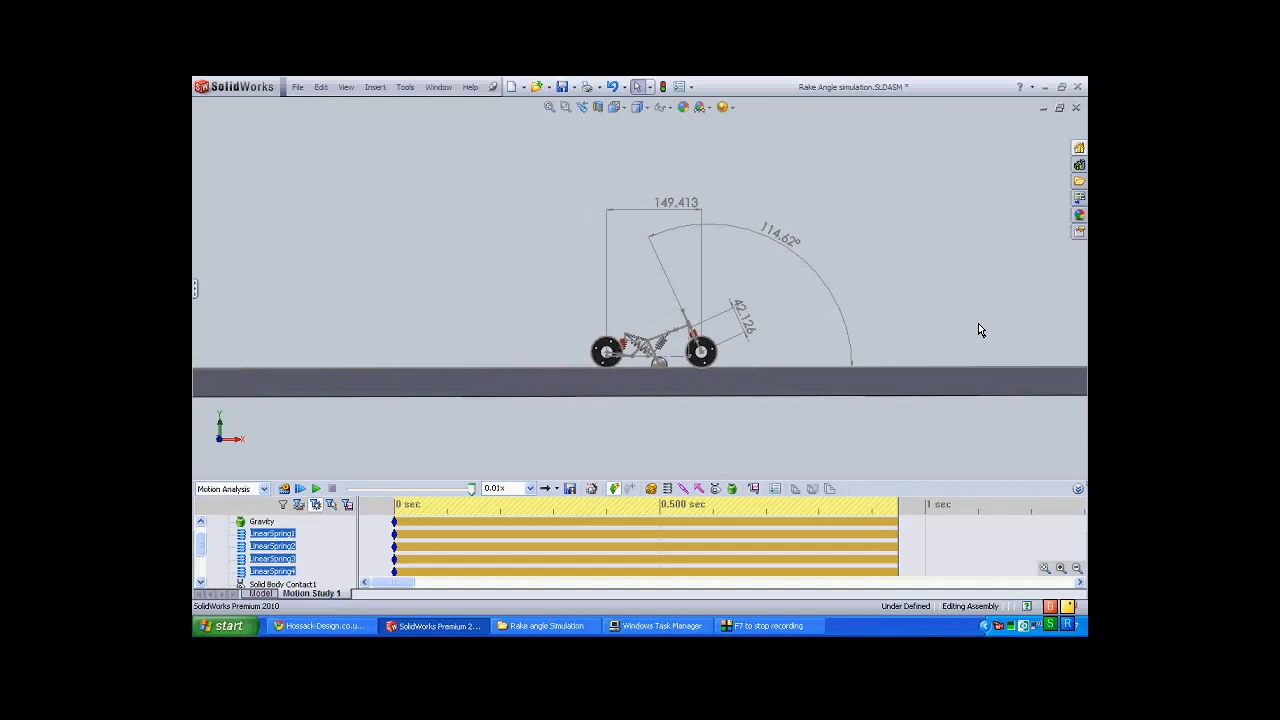 SolidWorks File Edit View Insert Tools Window Help Rake Angle simulation.SLDASM *
149.413
114.62°
42.126
Y
X
Motion Analysis 0.01x
0 sec 0.500 sec 1 sec
Gravity
LinearSpring1
LinearSpring2
LinearSpring3
LinearSpring4
Solid Body Contact1
Model Motion Study 1
SolidWorks Premium 2010 Under Defined Editing Assembly
start Hossack-Design.co.u... SolidWorks Premium 2... Rake angle Simulation Windows Task Manager F7 to stop recording S R